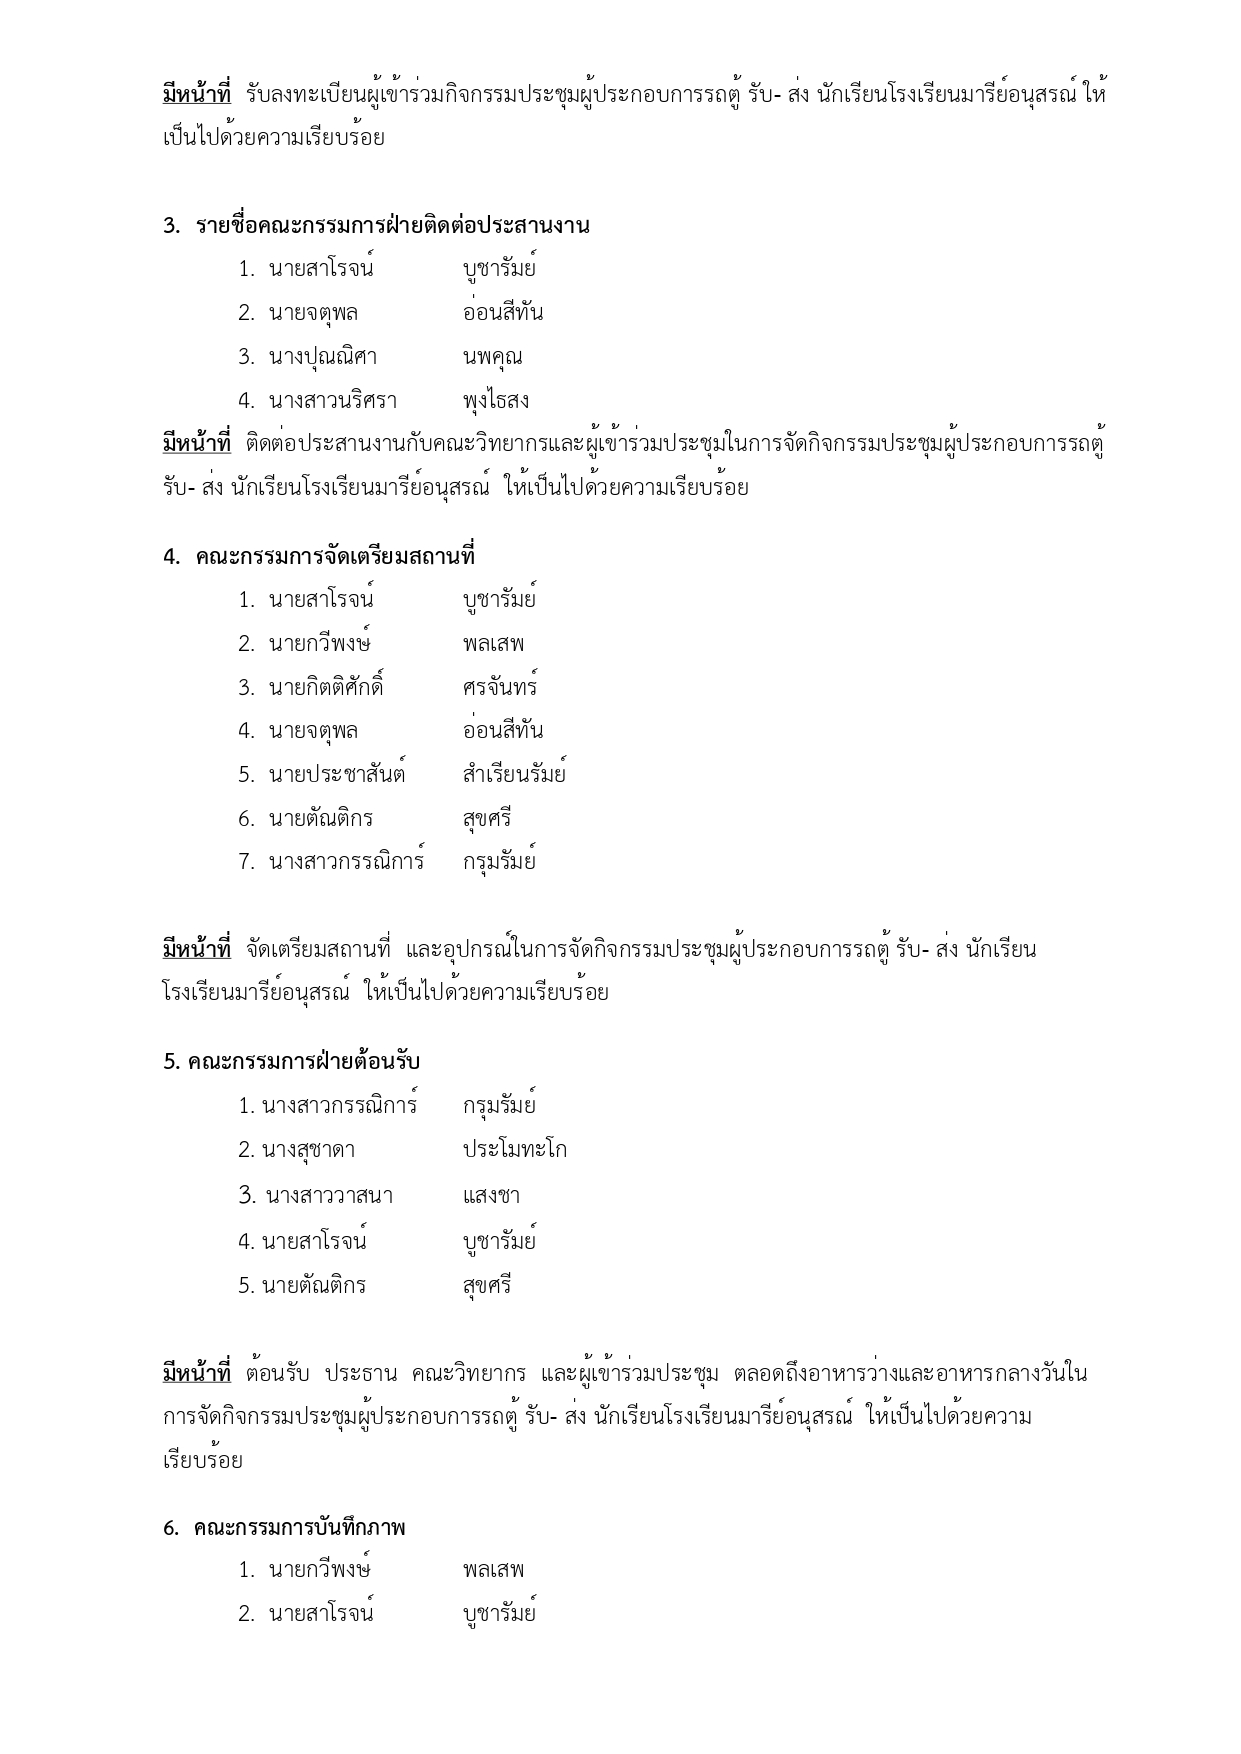 มีหน้าที่ รับลงทะเบียนผู้เข้าร่วมกิจกรรมประชุมผู้ประกอบการรถตู้ รับ- ส่ง นักเรียนโรงเรียนมารีย์อนุสรณ์ ให้
เป็นไปด้วยความเรียบร้อย
3. รายชื่อคณะกรรมการฝ่ายติดต่อประสานงาน
1. นายสาโรจน์ บูชารัมย์
2. นายจตุพล อ่อนสีทัน
3. นางปุณณิศา นพคุณ
4. นางสาวนริศรา พุงไธสง
มีหน้าที่ ติดต่อประสานงานกับคณะวิทยากรและผู้เข้าร่วมประชุมในการจัดกิจกรรมประชุมผู้ประกอบการรถตู้
รับ- ส่ง นักเรียนโรงเรียนมารีย์อนุสรณ์ ให้เป็นไปด้วยความเรียบร้อย
4. คณะกรรมการจัดเตรียมสถานที่
1. นายสาโรจน์ บูชารัมย์
2. นายกวีพงษ์ พลเสพ
3. นายกิตติศักดิ์ ศรจันทร์
4. นายจตุพล อ่อนสีทัน
5. นายประชาสันต์ สำเรียนรัมย์
6. นายตัณติกร สุขศรี
7. นางสาวกรรณิการ์ กรุมรัมย์
มีหน้าที่ จัดเตรียมสถานที่ และอุปกรณ์ในการจัดกิจกรรมประชุมผู้ประกอบการรถตู้ รับ- ส่ง นักเรียน
โรงเรียนมารีย์อนุสรณ์ ให้เป็นไปด้วยความเรียบร้อย
5. คณะกรรมการฝ่ายต้อนรับ
1. นางสาวกรรณิการ์ กรุมรัมย์
2. นางสุชาดา ประโมทะโก
3. นางสาววาสนา แสงชา
4. นายสาโรจน์ บูชารัมย์
5. นายตัณติกร สุขศรี
มีหน้าที่ ต้อนรับ ประธาน คณะวิทยากร และผู้เข้าร่วมประชุม ตลอดถึงอาหารว่างและอาหารกลางวันใน
การจัดกิจกรรมประชุมผู้ประกอบการรถตู้ รับ- ส่ง นักเรียนโรงเรียนมารีย์อนุสรณ์ ให้เป็นไปด้วยความ
เรียบร้อย
6. คณะกรรมการบันทึกภาพ
1. นายกวีพงษ์ พลเสพ
2. นายสาโรจน์ บูชารัมย์